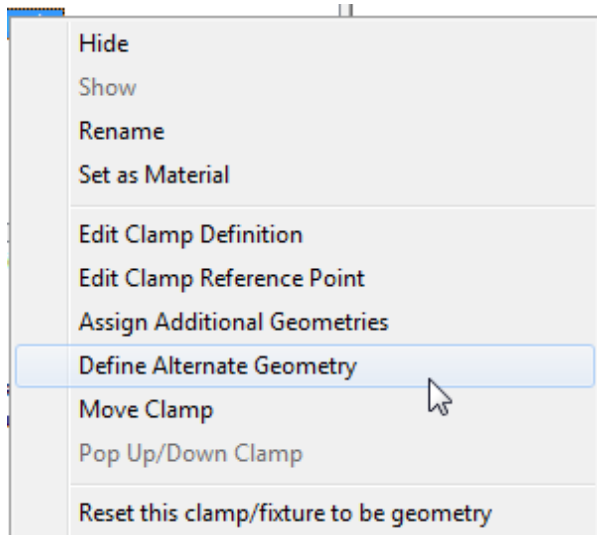 Hide
Show
Rename
Set as Material
Edit Clamp Definition
Edit Clamp Reference Point
Assign Additional Geometries
Define Alternate Geometry
Move Clamp
Pop Up/Down Clamp
Reset this clamp/fixture to be geometry